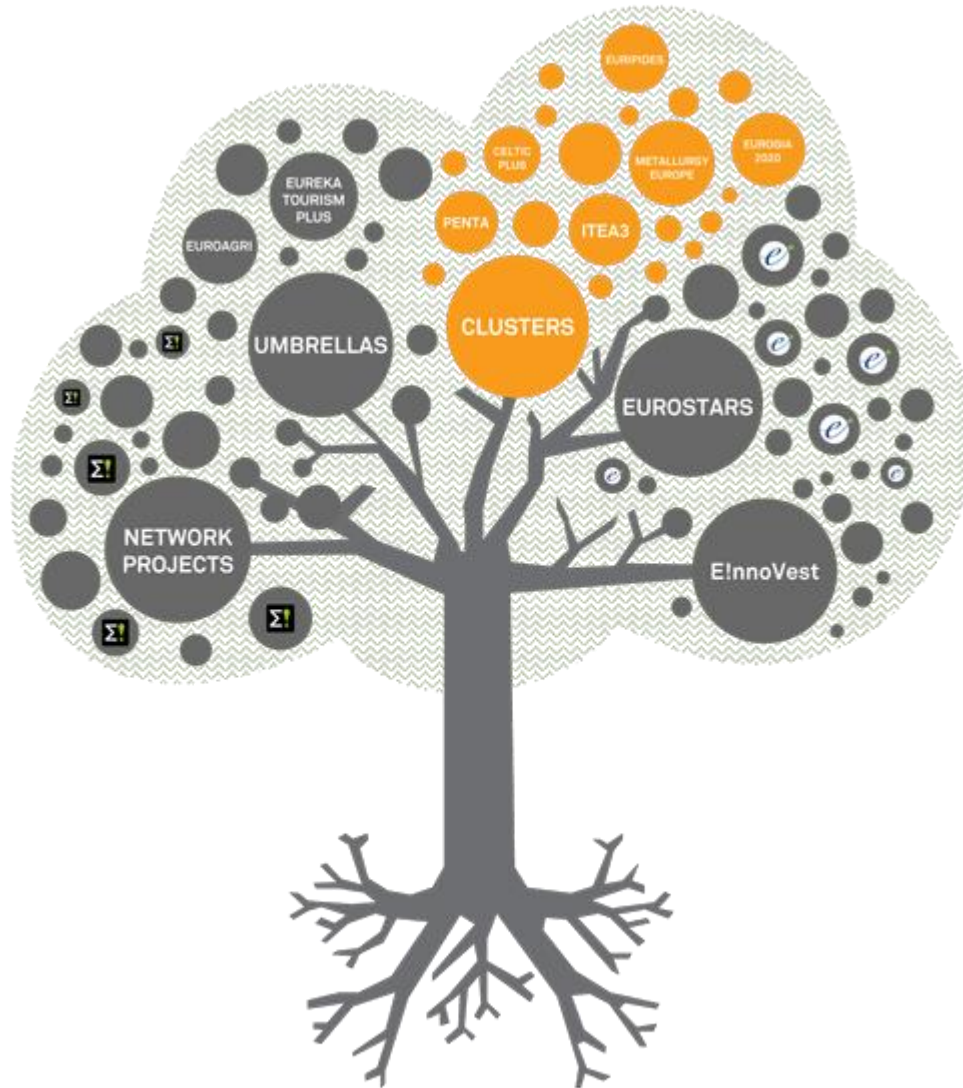 EURIPIDES
CELTIC
PLUS
METALLURGY
EUROPE
EUROGIA
2020
EUREKA
TOURISM
PLUS
PENTA
ITEA3
EUROAGRI
UMBRELLAS
CLUSTERS
EUROSTARS
NETWORK
PROJECTS
E!nnoVest
Σ!
Σ!
Σ!
Σ!
Σ!
e
e
e
e
e
e